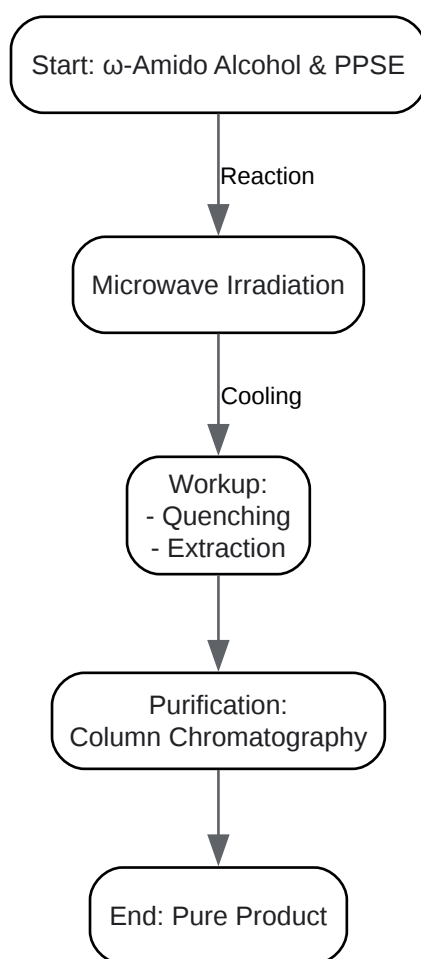 Start: ω-Amido Alcohol & PPSE
Reaction
Microwave Irradiation
Cooling
Workup:
- Quenching
- Extraction
Purification:
Column Chromatography
End: Pure Product